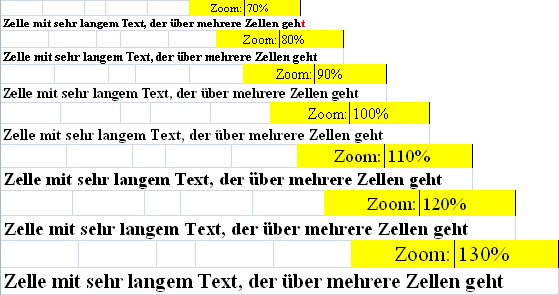 Zoom: 70%
Zelle mit sehr langem Text, der über mehrere Zellen geht
Zoom: 80%
Zelle mit sehr langem Text, der über mehrere Zellen geht
Zoom: 90%
Zelle mit sehr langem Text, der über mehrere Zellen geht
Zoom: 100%
Zelle mit sehr langem Text, der über mehrere Zellen geht
Zoom: 110%
Zelle mit sehr langem Text, der über mehrere Zellen geht
Zoom: 120%
Zelle mit sehr langem Text, der über mehrere Zellen geht
Zoom: 130%
Zelle mit sehr langem Text, der über mehrere Zellen geht